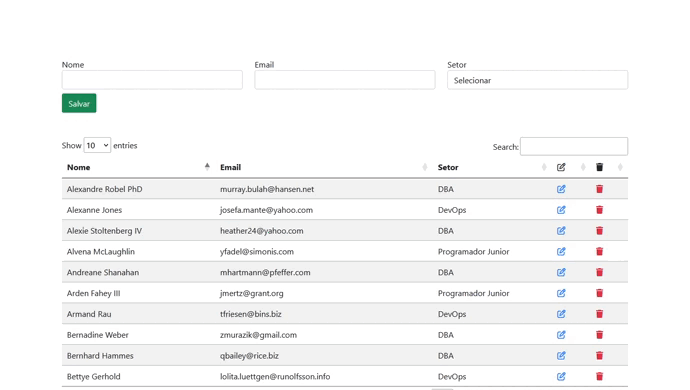 Nome Email Setor
Selecionar
Salvar
Show 10 entries Search:
Nome Email Setor
Alexandre Robel PhD murray.bulah@hansen.net DBA
Alexanne Jones josefa.mante@yahoo.com DevOps
Alexie Stoltenberg IV heather24@yahoo.com DBA
Alvena McLaughlin yfadel@simonis.com Programador Junior
Andreane Shanahan mhartmann@pfeffer.com DBA
Arden Fahey III jmertz@grant.org Programador Junior
Armand Rau tfriesen@bins.biz DevOps
Bernadine Weber zmurazik@gmail.com DBA
Bernhard Hammes qbailey@rice.biz DBA
Bettye Gerhold lolita.luettgen@runolfsson.info DevOps